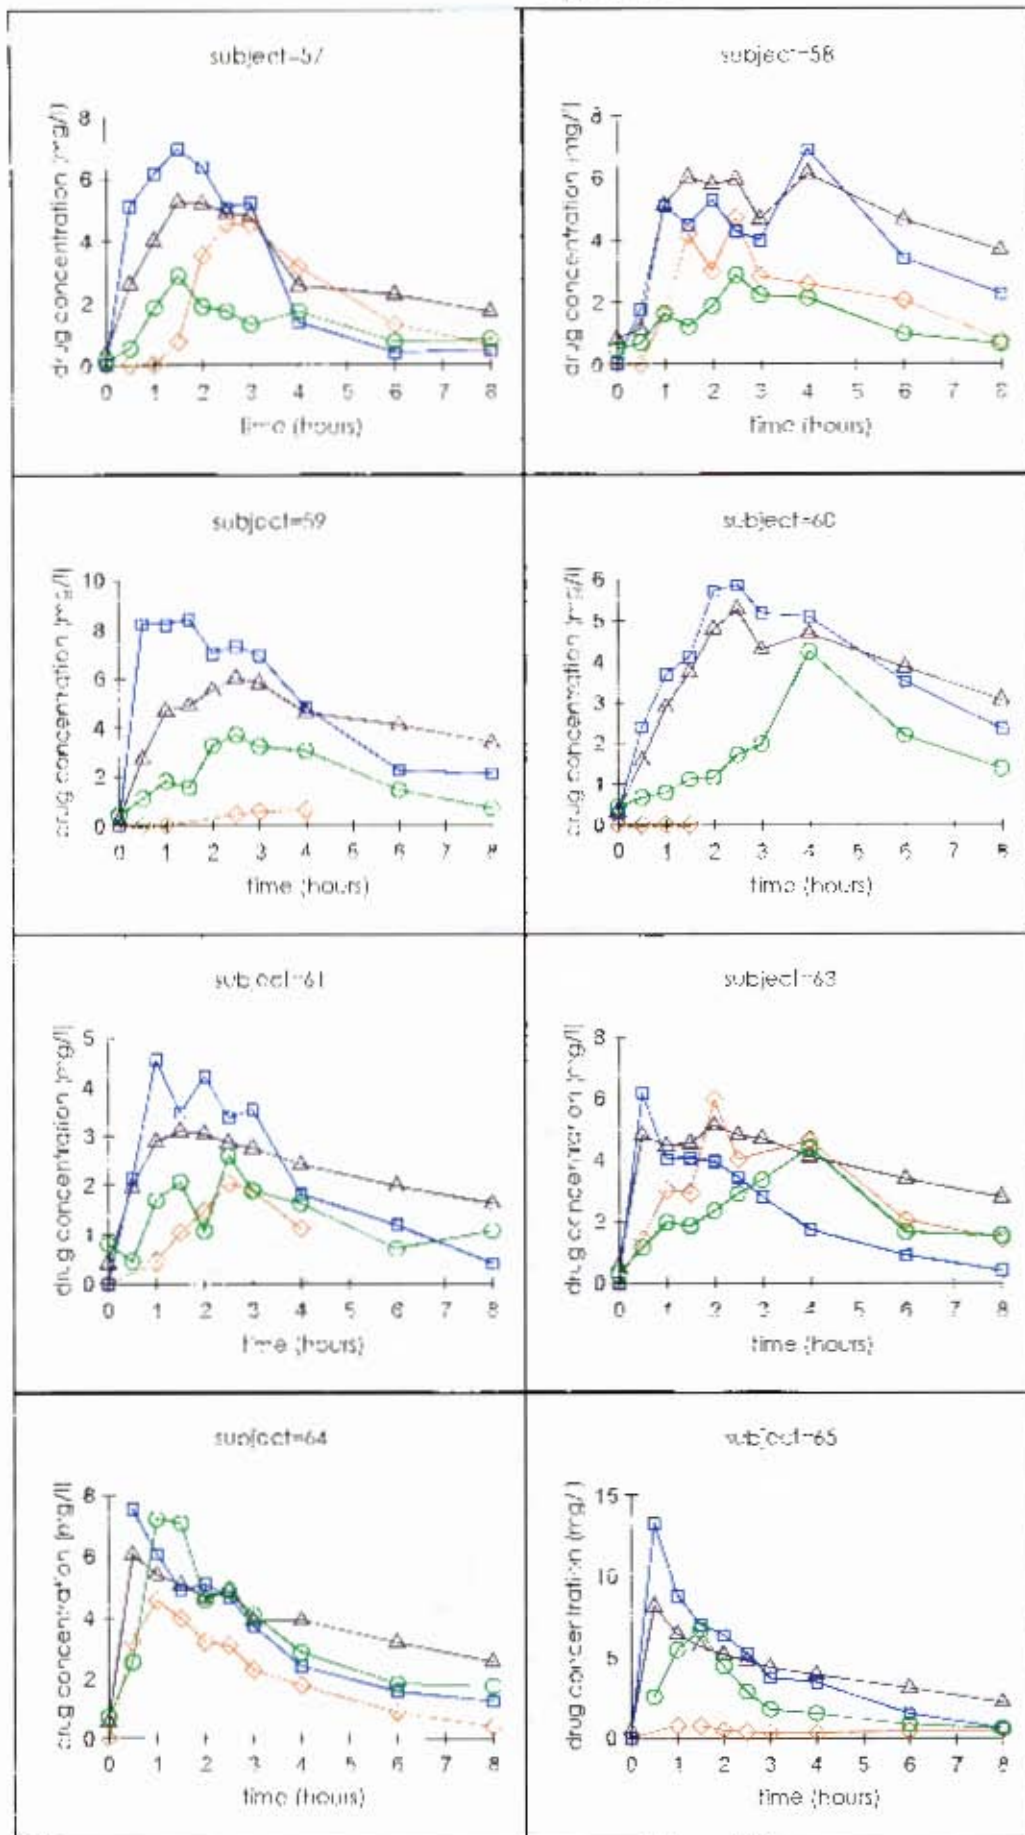 subject=57
drug concentration (mg/l)
8
6
4
2
0
0 1 2 3 4 5 6 7 8
time (hours)
subject=58
drug concentration (mg/l)
8
6
4
2
0
0 1 2 3 4 5 6 7 8
time (hours)
subject=59
drug concentration (mg/l)
10
8
6
4
2
0
0 1 2 3 4 5 6 7 8
time (hours)
subject=60
drug concentration (mg/l)
6
5
4
3
2
1
0
0 1 2 3 4 5 6 7 8
time (hours)
subject=61
drug concentration (mg/l)
5
4
3
2
1
0
0 1 2 3 4 5 6 7 8
time (hours)
subject=63
drug concentration (mg/l)
8
6
4
2
0
0 1 2 3 4 5 6 7 8
time (hours)
subject=64
drug concentration (mg/l)
8
6
4
2
0
0 1 2 3 4 5 6 7 8
time (hours)
subject=65
drug concentration (mg/l)
15
10
5
0
0 1 2 3 4 5 6 7 8
time (hours)